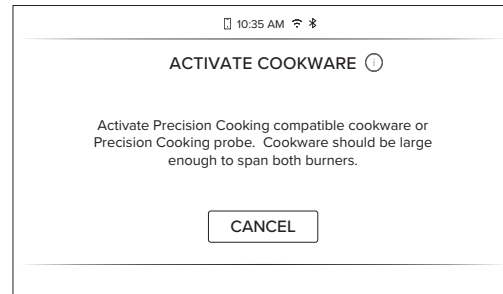 10:35 AM
ACTIVATE COOKWARE
Activate Precision Cooking compatible cookware or
Precision Cooking probe.  Cookware should be large
enough to span both burners.
CANCEL